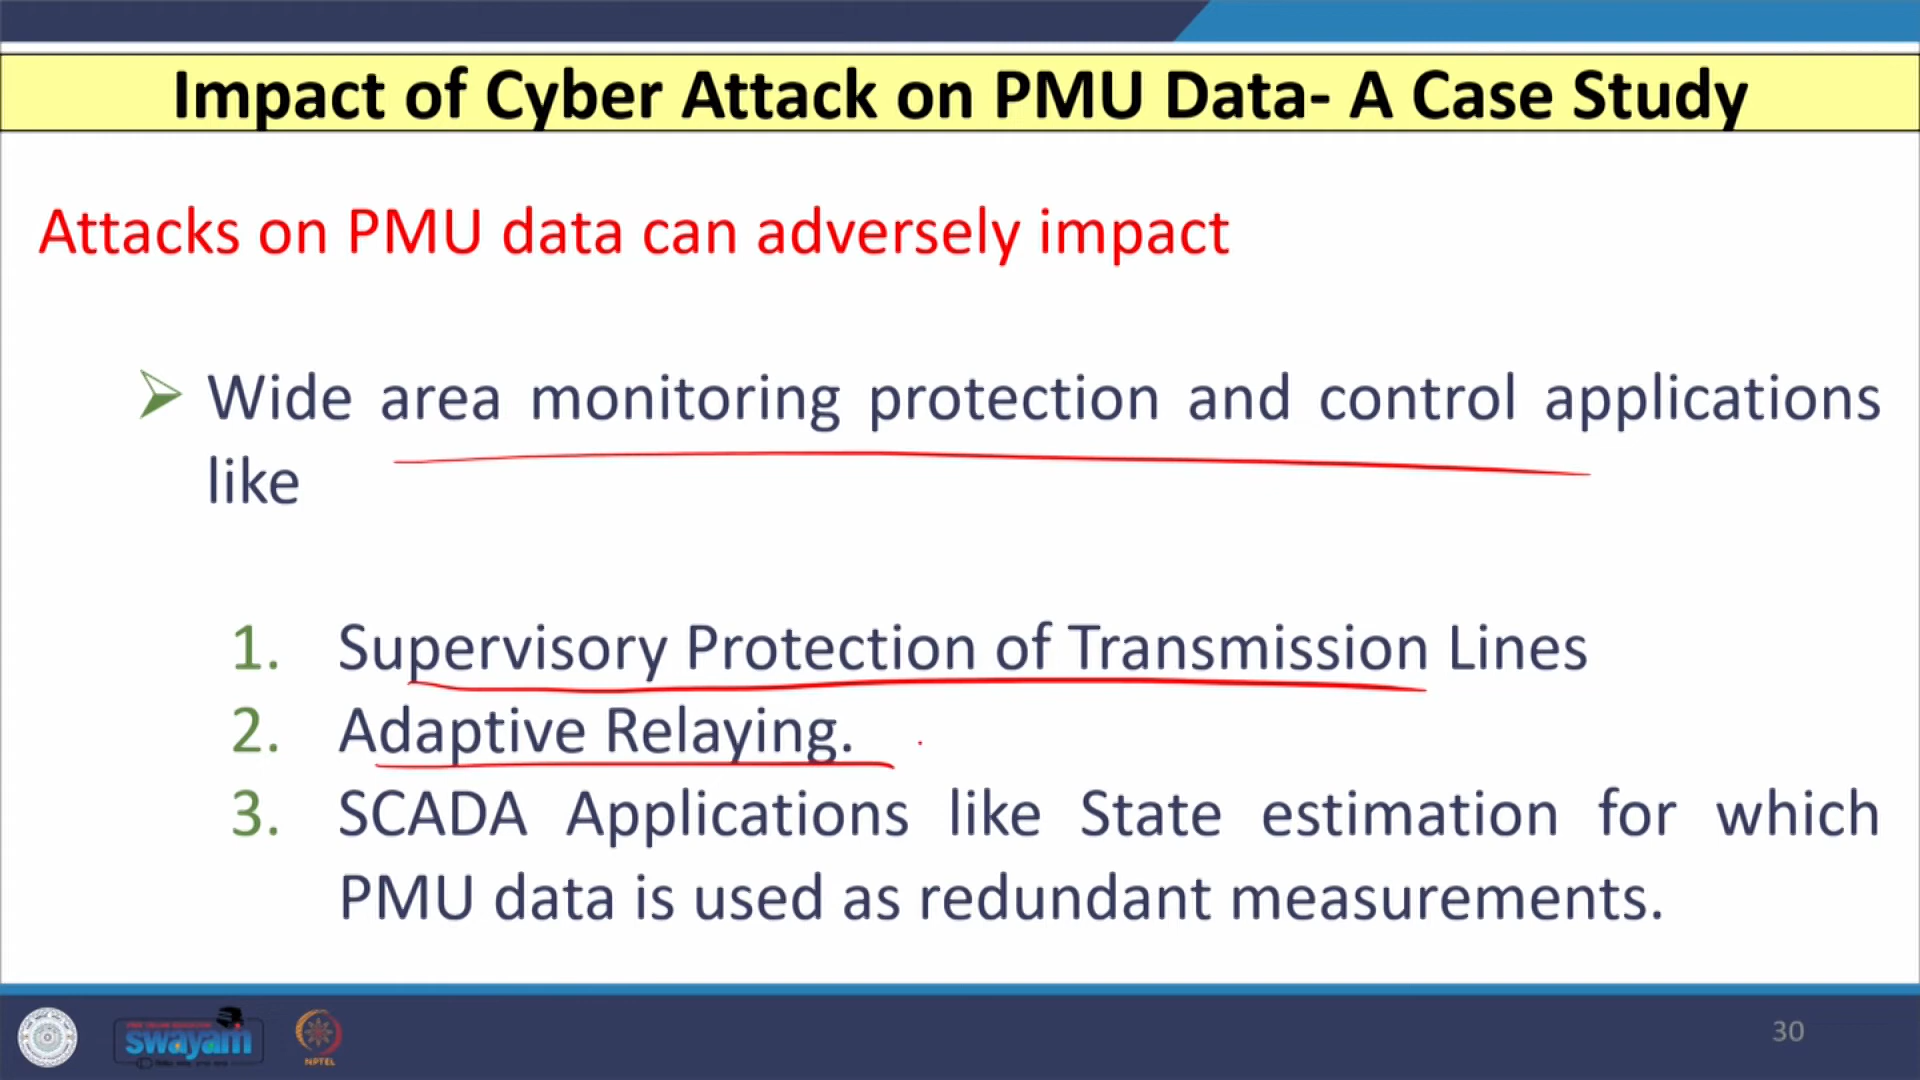 Impact of Cyber Attack on PMU Data- A Case Study
Attacks on PMU data can adversely impact
Wide area monitoring protection and control applications
like
1. Supervisory Protection of Transmission Lines
2. Adaptive Relaying.
3. SCADA Applications like State estimation for which
PMU data is used as redundant measurements.
swayam
NPTEL
30